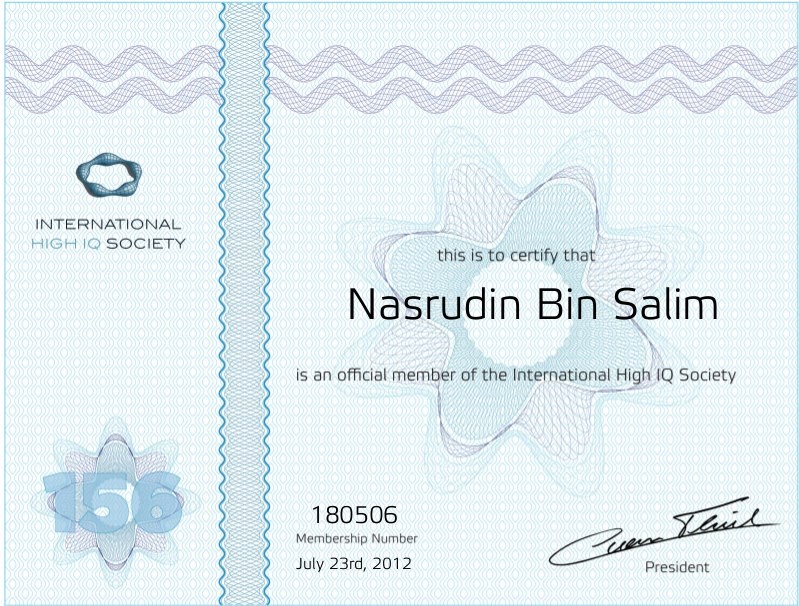 INTERNATIONAL
HIGH IQ SOCIETY
this is to certify that
Nasrudin Bin Salim
is an official member of the International High IQ Society
156
180506
Membership Number
July 23rd, 2012
President